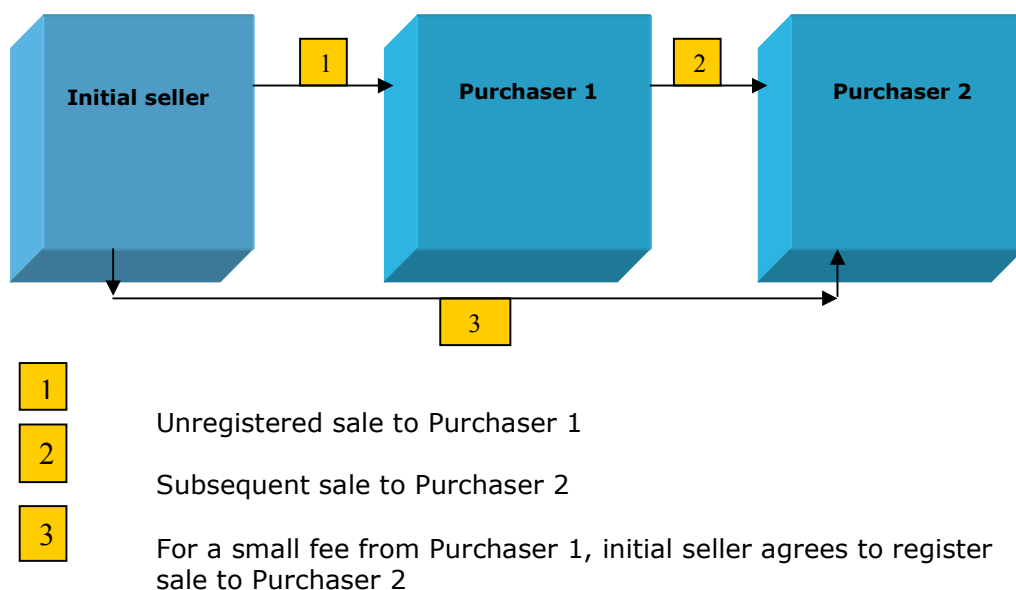 Initial seller
1
Purchaser 1
2
Purchaser 2
3
1
Unregistered sale to Purchaser 1
2
Subsequent sale to Purchaser 2
3
For a small fee from Purchaser 1, initial seller agrees to register
sale to Purchaser 2